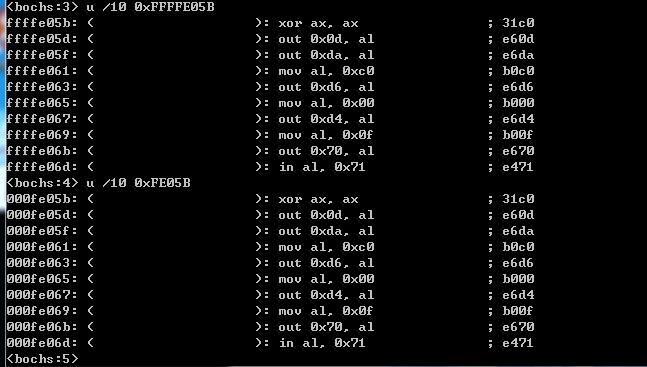 <bochs:3> u /10 0xFFFFE05B
ffffe05b: (                    ): xor ax, ax                ; 31c0
ffffe05d: (                    ): out 0x0d, al              ; e60d
ffffe05f: (                    ): out 0xda, al              ; e6da
ffffe061: (                    ): mov al, 0xc0              ; b0c0
ffffe063: (                    ): out 0xd6, al              ; e6d6
ffffe065: (                    ): mov al, 0x00              ; b000
ffffe067: (                    ): out 0xd4, al              ; e6d4
ffffe069: (                    ): mov al, 0x0f              ; b00f
ffffe06b: (                    ): out 0x70, al              ; e670
ffffe06d: (                    ): in al, 0x71               ; e471
<bochs:4> u /10 0xFE05B
000fe05b: (                    ): xor ax, ax                ; 31c0
000fe05d: (                    ): out 0x0d, al              ; e60d
000fe05f: (                    ): out 0xda, al              ; e6da
000fe061: (                    ): mov al, 0xc0              ; b0c0
000fe063: (                    ): out 0xd6, al              ; e6d6
000fe065: (                    ): mov al, 0x00              ; b000
000fe067: (                    ): out 0xd4, al              ; e6d4
000fe069: (                    ): mov al, 0x0f              ; b00f
000fe06b: (                    ): out 0x70, al              ; e670
000fe06d: (                    ): in al, 0x71               ; e471
<bochs:5>